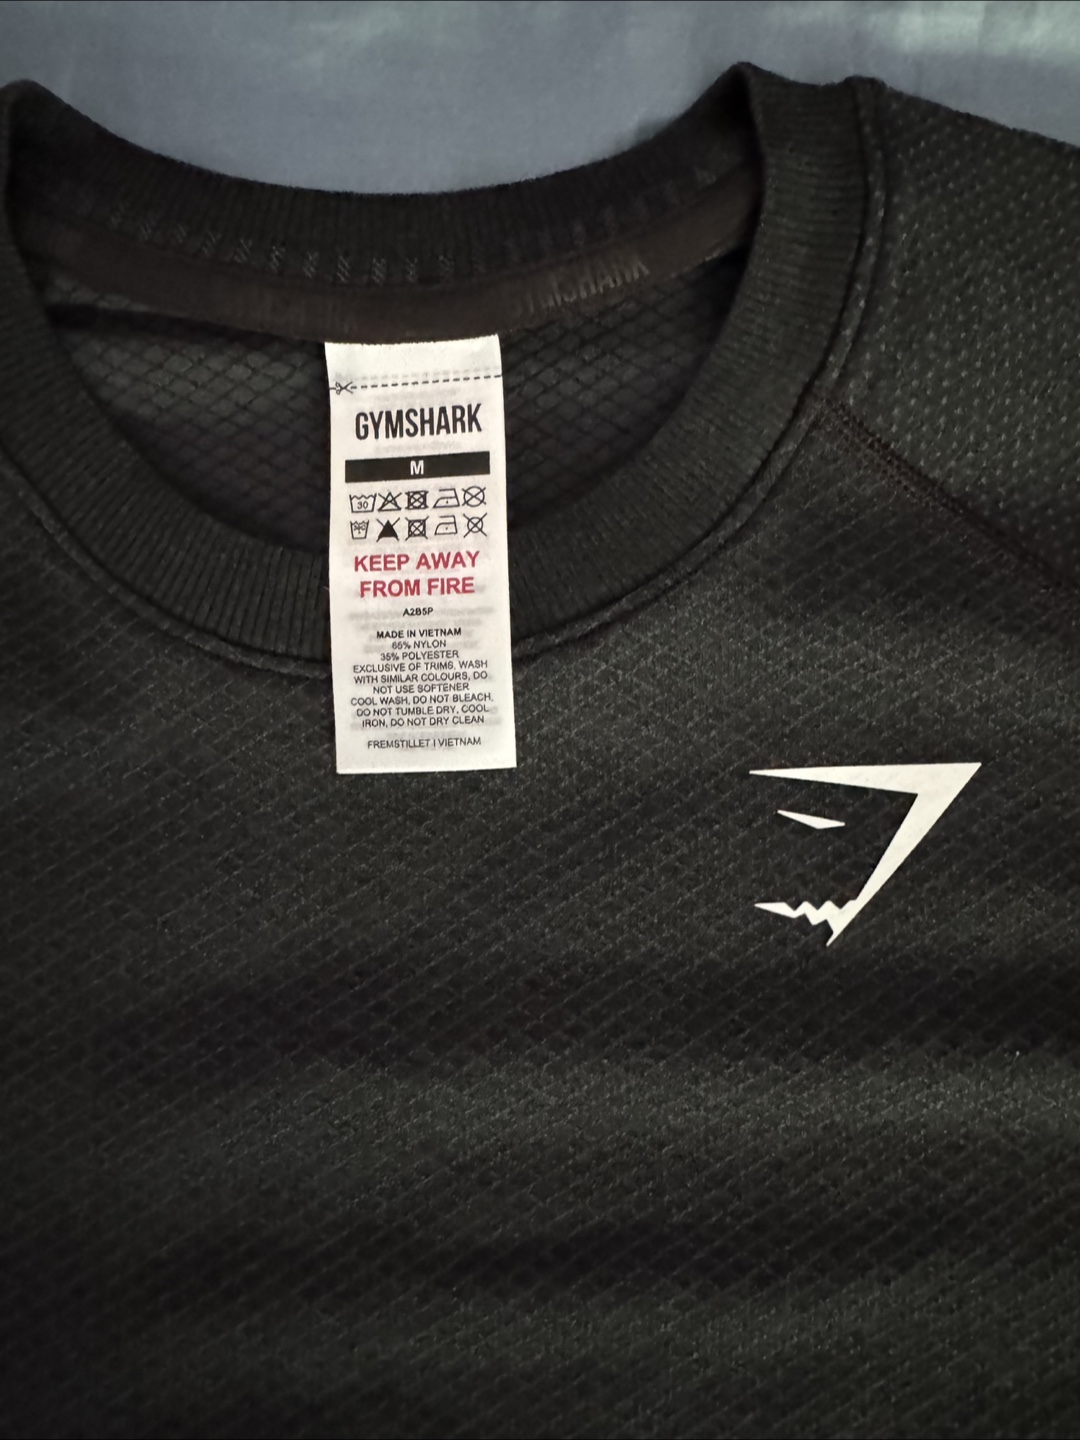 GYMSHARK
GYMSHARK
M
30
KEEP AWAY
FROM FIRE
A2B5P
MADE IN VIETNAM
65% NYLON
35% POLYESTER
EXCLUSIVE OF TRIMS, WASH
WITH SIMILAR COLOURS, DO
NOT USE SOFTENER
COOL WASH, DO NOT BLEACH,
DO NOT TUMBLE DRY, COOL
IRON, DO NOT DRY CLEAN
FREMSTILLET I VIETNAM